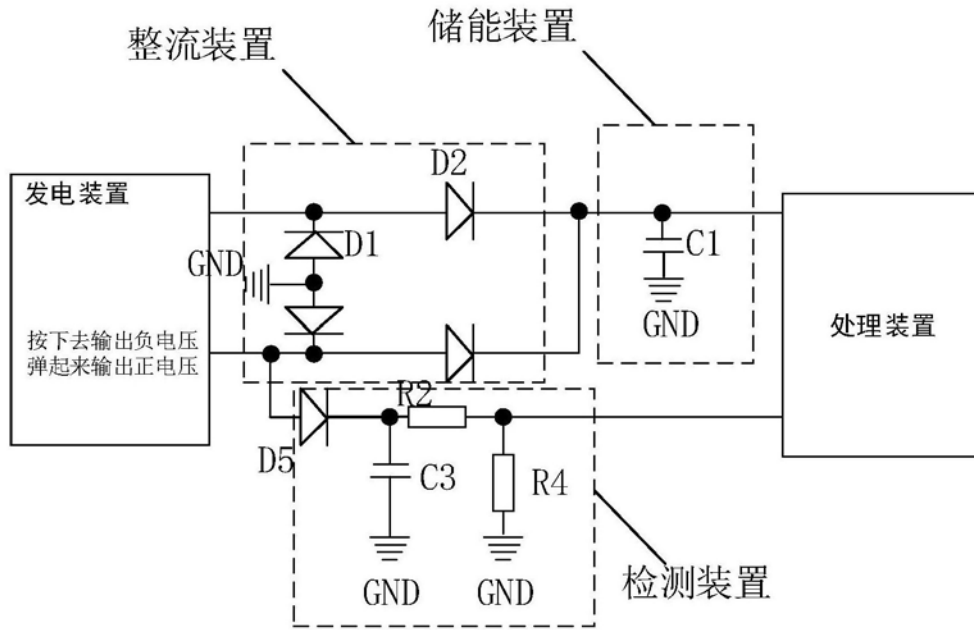 整流装置
储能装置
发电装置
D2
D1
GND
C1
GND
按下去输出负电压
弹起来输出正电压
处理装置
R2
D5
C3
R4
GND
GND
检测装置